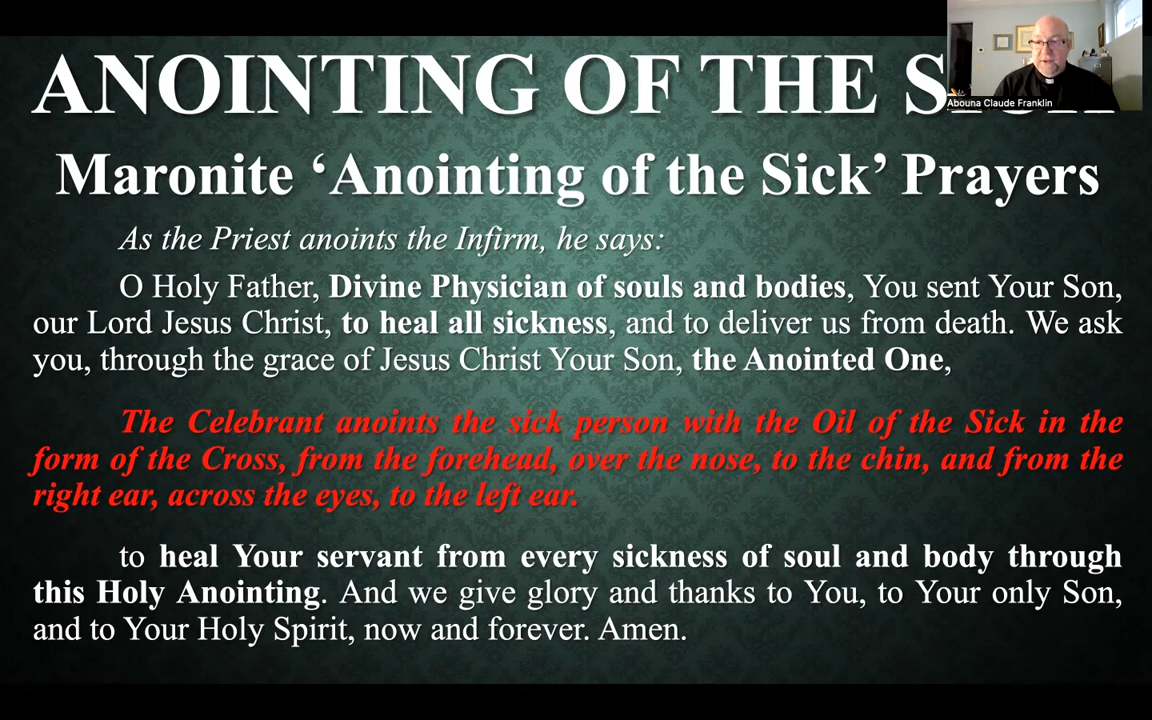 ANOINTING OF THE
Maronite ‘Anointing of the Sick’ Prayers
As the Priest anoints the Infirm, he says:
O Holy Father, Divine Physician of souls and bodies, You sent Your Son,
our Lord Jesus Christ, to heal all sickness, and to deliver us from death. We ask
you, through the grace of Jesus Christ Your Son, the Anointed One,
The Celebrant anoints the sick person with the Oil of the Sick in the
form of the Cross, from the forehead, over the nose, to the chin, and from the
right ear, across the eyes, to the left ear.
to heal Your servant from every sickness of soul and body through
this Holy Anointing. And we give glory and thanks to You, to Your only Son,
and to Your Holy Spirit, now and forever. Amen.
Abouna Claude Franklin